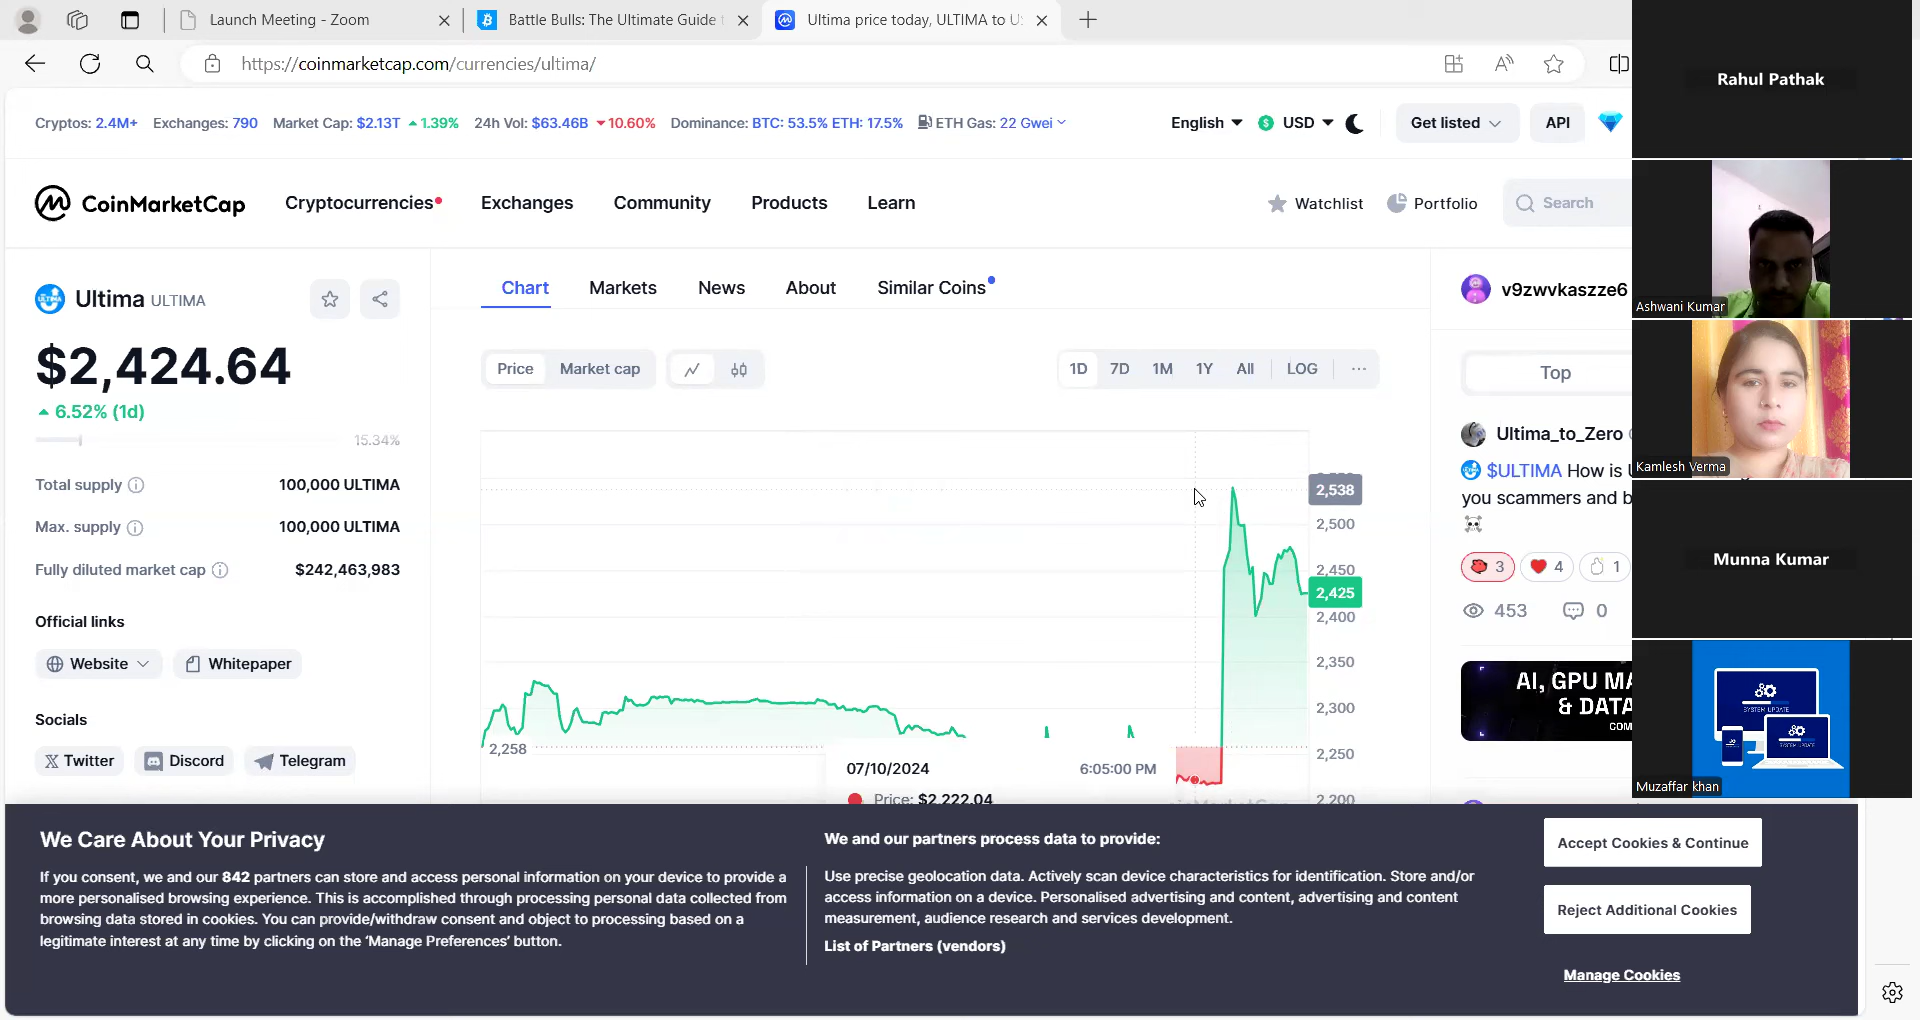 Launch Meeting - Zoom
Battle Bulls: The Ultimate Guide
Ultima price today, ULTIMA to U
https://coinmarketcap.com/currencies/ultima/
Cryptos: 2.4M+ Exchanges: 790 Market Cap: $2.13T 1.39% 24h Vol: $63.46B 10.60% Dominance: BTC: 53.5% ETH: 17.5% ETH Gas: 22 Gwei
English USD Get listed API
CoinMarketCap Cryptocurrencies Exchanges Community Products Learn
Watchlist Portfolio Search
Ultima ULTIMA
$2,424.64
6.52% (1d)
15.34%
Total supply 100,000 ULTIMA
Max. supply 100,000 ULTIMA
Fully diluted market cap $242,463,983
Official links
Website Whitepaper
Socials
Twitter Discord Telegram
Chart Markets News About Similar Coins
Price Market cap
1D 7D 1M 1Y All LOG ...
2,538
2,500
2,450
2,425
2,400
2,350
2,300
2,250
2,200
2,258
07/10/2024 6:05:00 PM
Price: $2,222.04
v9zwvkaszze6
Top
Ultima_to_Zero
$ULTIMA How is
you scammers and b
3 4 1
453 0
AI, GPU MA
& DATA
COM
Rahul Pathak
Ashwani Kumar
Kamlesh Verma
Munna Kumar
SYSTEM UPDATE
SYSTEM UPDATE
Muzaffar khan
We Care About Your Privacy
If you consent, we and our 842 partners can store and access personal information on your device to provide a
more personalised browsing experience. This is accomplished through processing personal data collected from
browsing data stored in cookies. You can provide/withdraw consent and object to processing based on a
legitimate interest at any time by clicking on the ‘Manage Preferences’ button.
We and our partners process data to provide:
Use precise geolocation data. Actively scan device characteristics for identification. Store and/or
access information on a device. Personalised advertising and content, advertising and content
measurement, audience research and services development.
List of Partners (vendors)
Accept Cookies & Continue
Reject Additional Cookies
Manage Cookies